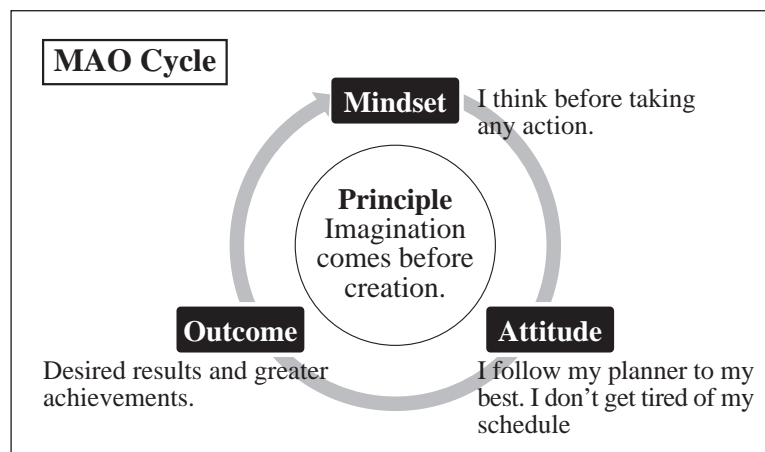 MAO Cycle
Mindset
I think before taking
any action.
Principle
Imagination
comes before
creation.
Outcome
Desired results and greater
achievements.
Attitude
I follow my planner to my
best. I don't get tired of my
schedule